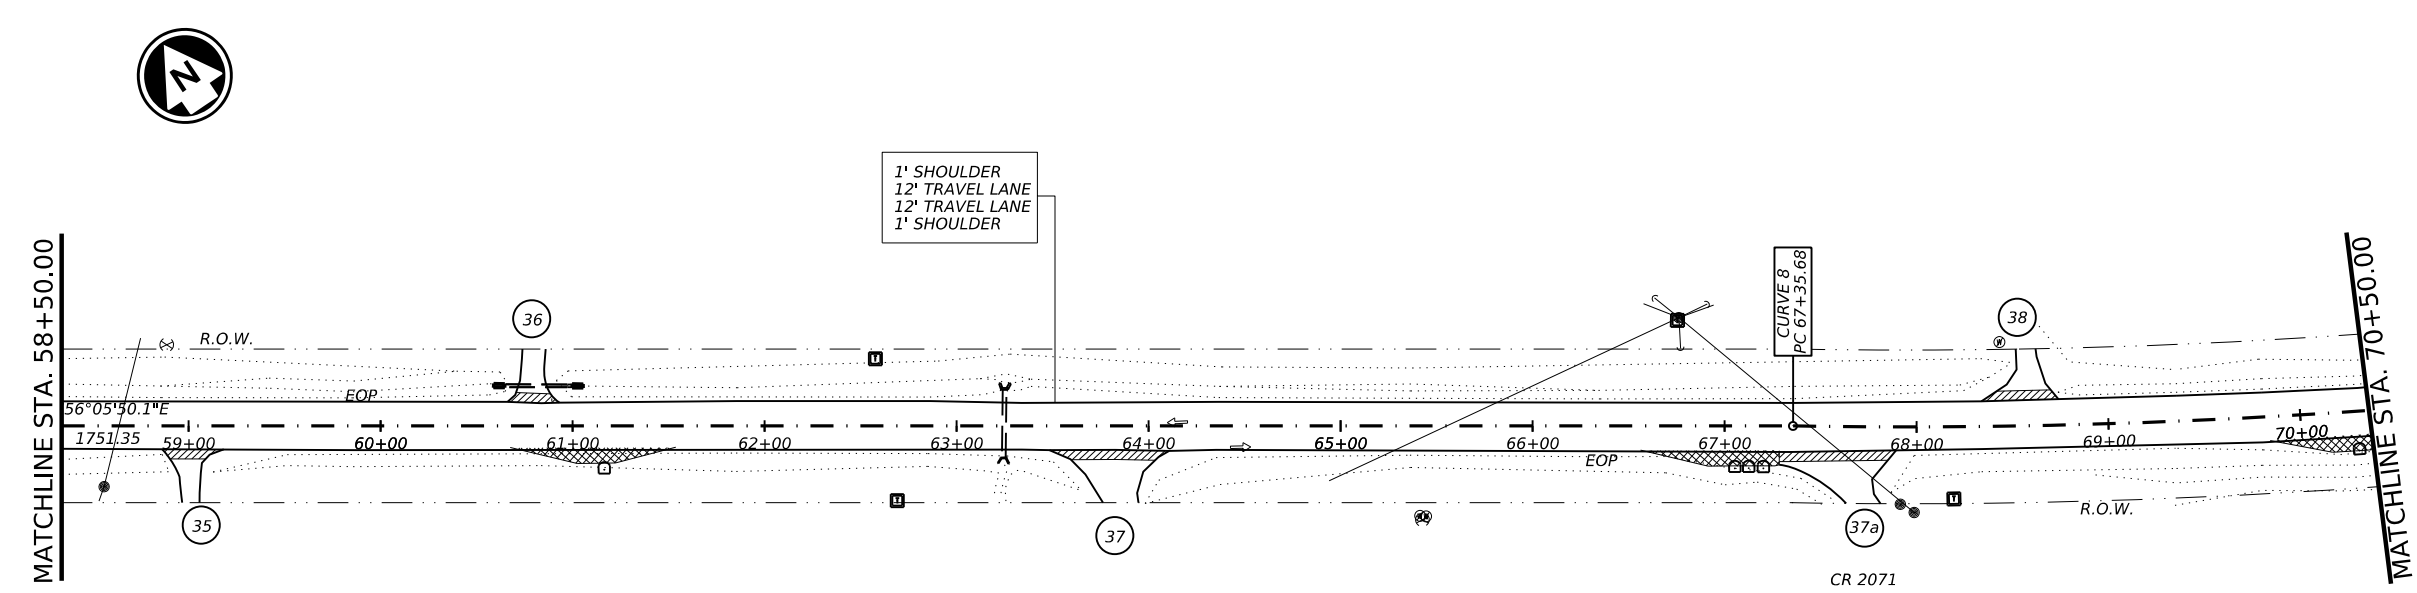 N
1' SHOULDER
12' TRAVEL LANE
12' TRAVEL LANE
1' SHOULDER
MATCHLINE STA. 58+50.00
MATCHLINE STA. 70+50.00
CURVE 8
PC 67+35.68
36
38
R.O.W.
T
W
EOP
56°05'50.1"E
1751.35
59+00
60+00
61+00
62+00
63+00
64+00
65+00
66+00
67+00
68+00
69+00
70+00
EOP
T
T
R.O.W.
35
37
37a
CR 2071